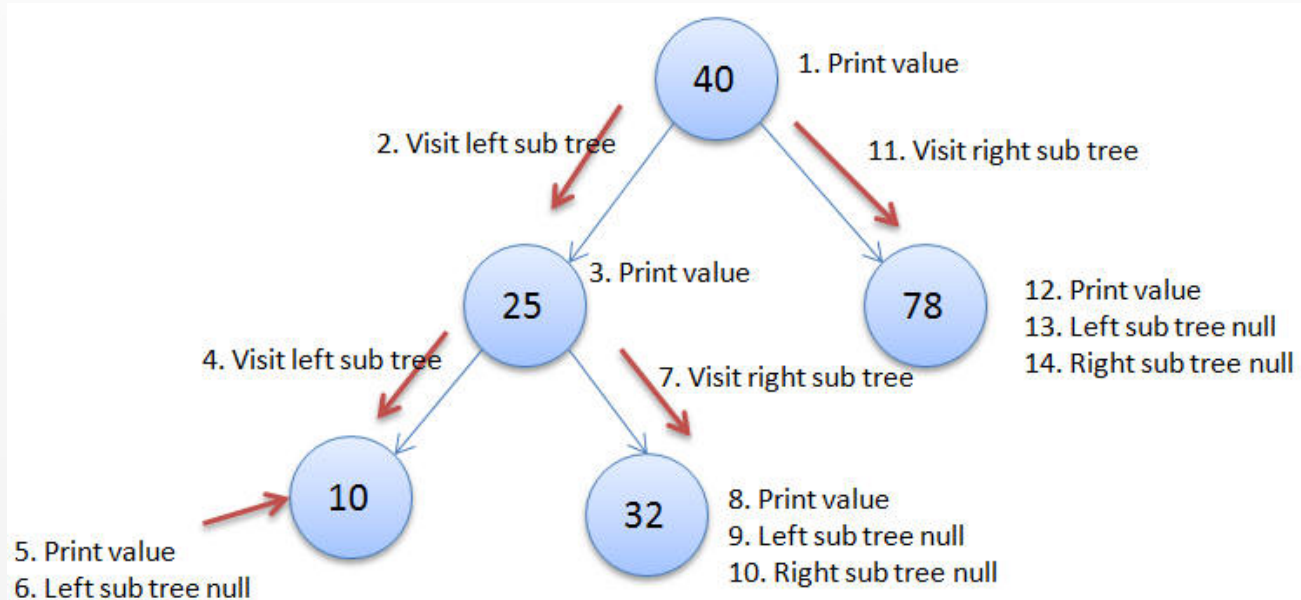 40
1. Print value
2. Visit left sub tree
11. Visit right sub tree
25
3. Print value
78
12. Print value
13. Left sub tree null
14. Right sub tree null
4. Visit left sub tree
7. Visit right sub tree
10
32
8. Print value
9. Left sub tree null
10. Right sub tree null
5. Print value
6. Left sub tree null